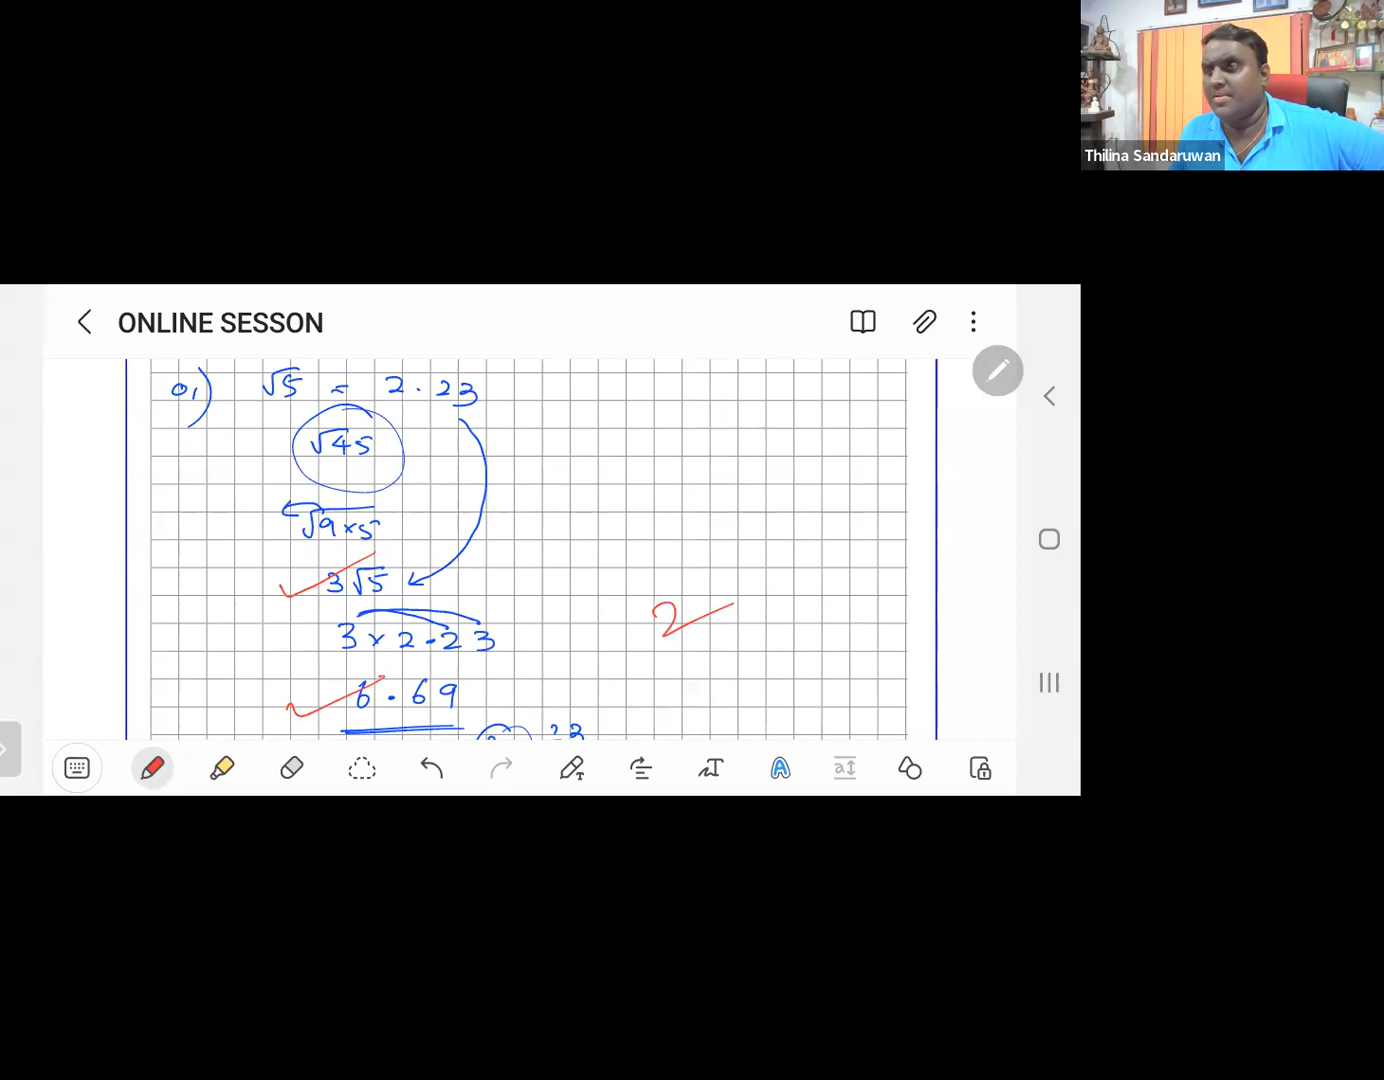 Thilina Sandaruwan
ONLINE SESSON
01) √5 = 2.23
√45
√9×5
3√5
3 × 2.23
2
6.69